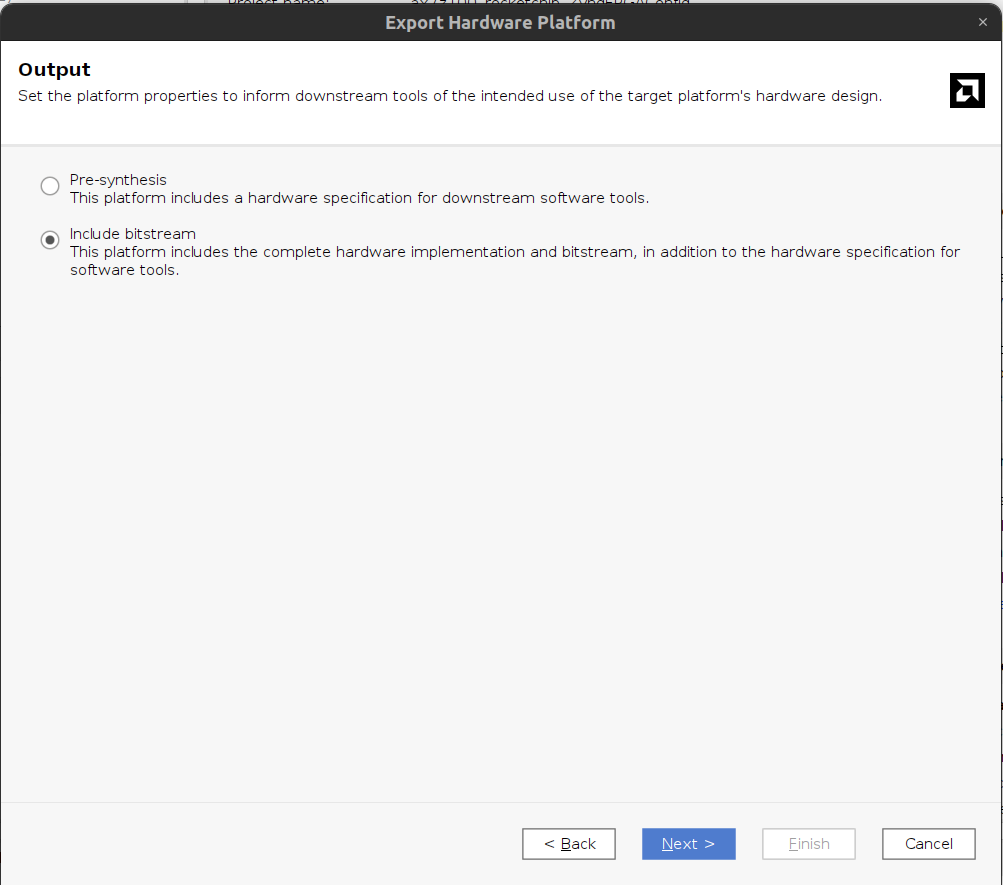 Export Hardware Platform
Output
Set the platform properties to inform downstream tools of the intended use of the target platform's hardware design.
Pre-synthesis
This platform includes a hardware specification for downstream software tools.
Include bitstream
This platform includes the complete hardware implementation and bitstream, in addition to the hardware specification for
software tools.
< Back
Next >
Finish
Cancel